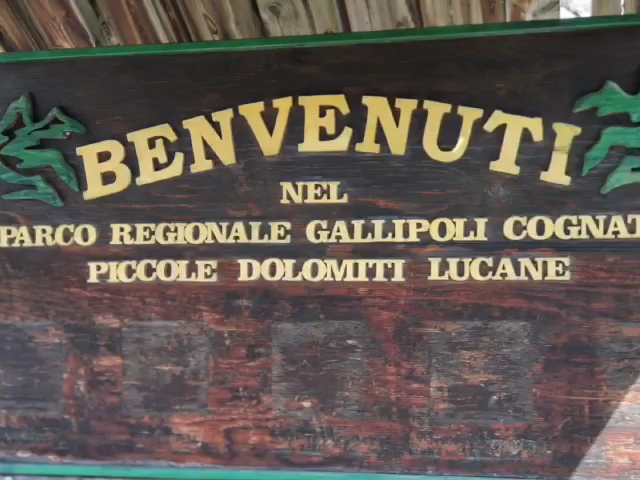 BENVENUTI
NEL
PARCO REGIONALE GALLIPOLI COGNAT
PICCOLE DOLOMITI LUCANE